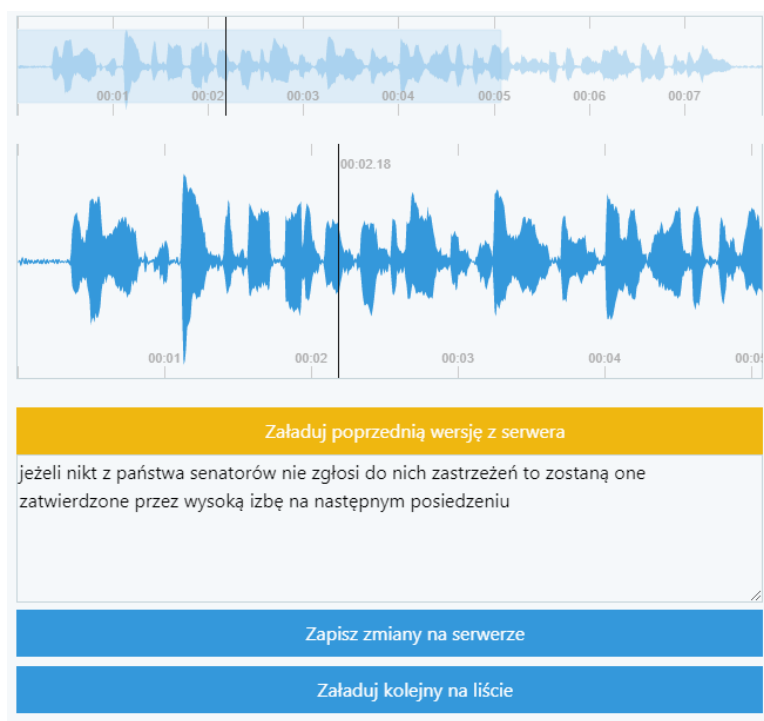 00:01 00:02 00:03 00:04 00:05 00:06 00:07
00:02.18
00:01 00:02 00:03 00:04 00:0
Załaduj poprzednią wersję z serwera
jeżeli nikt z państwa senatorów nie zgłosi do nich zastrzeżeń to zostaną one
zatwierdzone przez wysoką izbę na następnym posiedzeniu
Zapisz zmiany na serwerze
Załaduj kolejny na liście